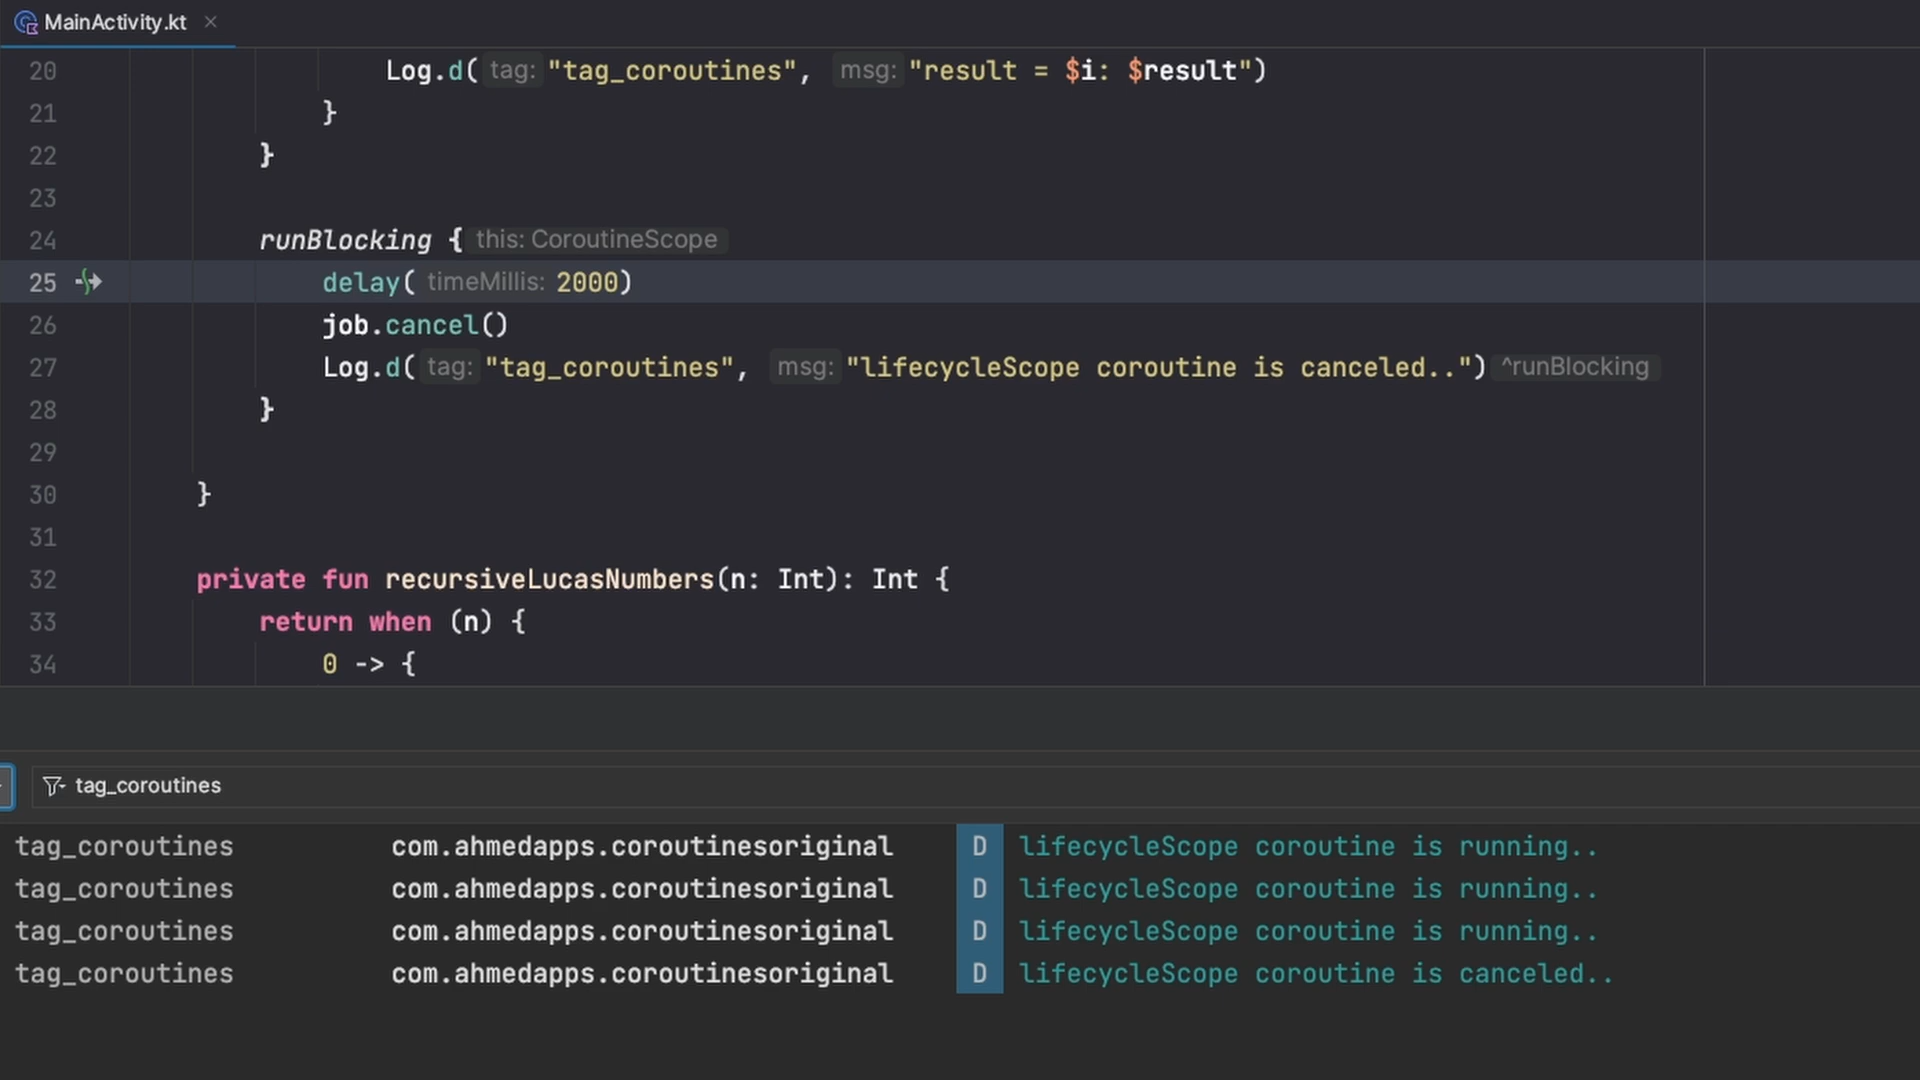 MainActivity.kt ×
20 Log.d( tag: "tag_coroutines", msg: "result = $i: $result")
21 }
22 }
23
24 runBlocking { this: CoroutineScope
25 delay( timeMillis: 2000)
26 job.cancel()
27 Log.d( tag: "tag_coroutines", msg: "lifecycleScope coroutine is canceled..") ^runBlocking
28 }
29
30 }
31
32 private fun recursiveLucasNumbers(n: Int): Int {
33 return when (n) {
34 0 -> {
tag_coroutines
tag_coroutines com.ahmedapps.coroutinesoriginal D lifecycleScope coroutine is running..
tag_coroutines com.ahmedapps.coroutinesoriginal D lifecycleScope coroutine is running..
tag_coroutines com.ahmedapps.coroutinesoriginal D lifecycleScope coroutine is running..
tag_coroutines com.ahmedapps.coroutinesoriginal D lifecycleScope coroutine is canceled..